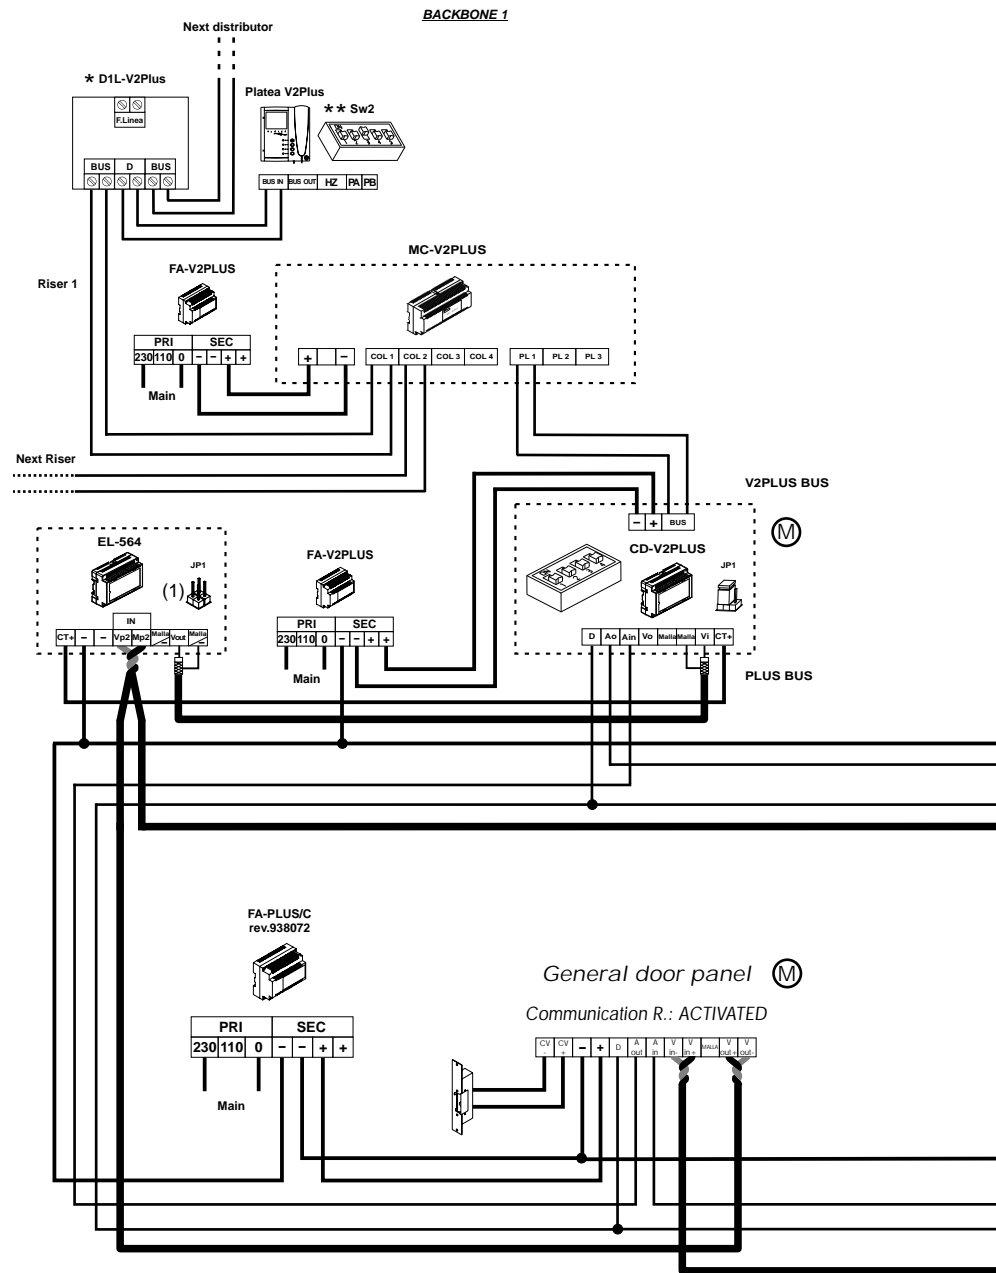 BACKBONE 1
Next distributor
* D1L-V2Plus
F.Linea
BUS D BUS
Platea V2Plus
** Sw2
BUS IN BUS OUT HZ PA PB
Riser 1
FA-V2PLUS
PRI SEC
230 110 0 − − + +
Main
MC-V2PLUS
+ −
COL 1 COL 2 COL 3 COL 4
PL 1 PL 2 PL 3
Next Riser
V2PLUS BUS
− + BUS
M
EL-564
JP1
(1)
IN
CT+ − − Vp2 Mp2 Malla/− Vout Malla/−
FA-V2PLUS
PRI SEC
230 110 0 − − + +
Main
CD-V2PLUS
JP1
D Ao Ain Vo Malla Malla Vi CT+
PLUS BUS
FA-PLUS/C
rev.938072
PRI SEC
230 110 0 − − + +
Main
General door panel M
Communication R.: ACTIVATED
CV - CV + − + D A out A in V in- V in+ MALLA V out+ V out-